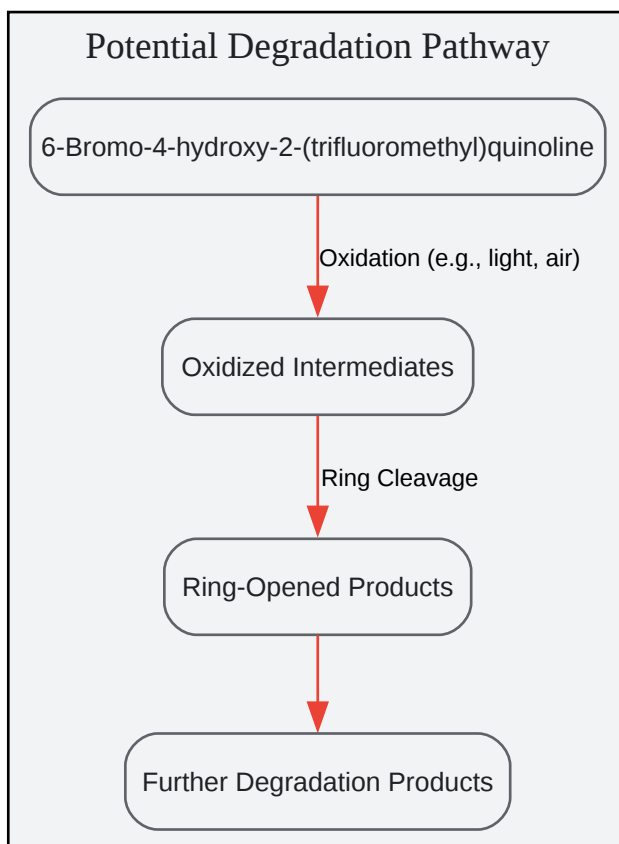 Potential Degradation Pathway
6-Bromo-4-hydroxy-2-(trifluoromethyl)quinoline
Oxidation (e.g., light, air)
Oxidized Intermediates
Ring Cleavage
Ring-Opened Products
Further Degradation Products